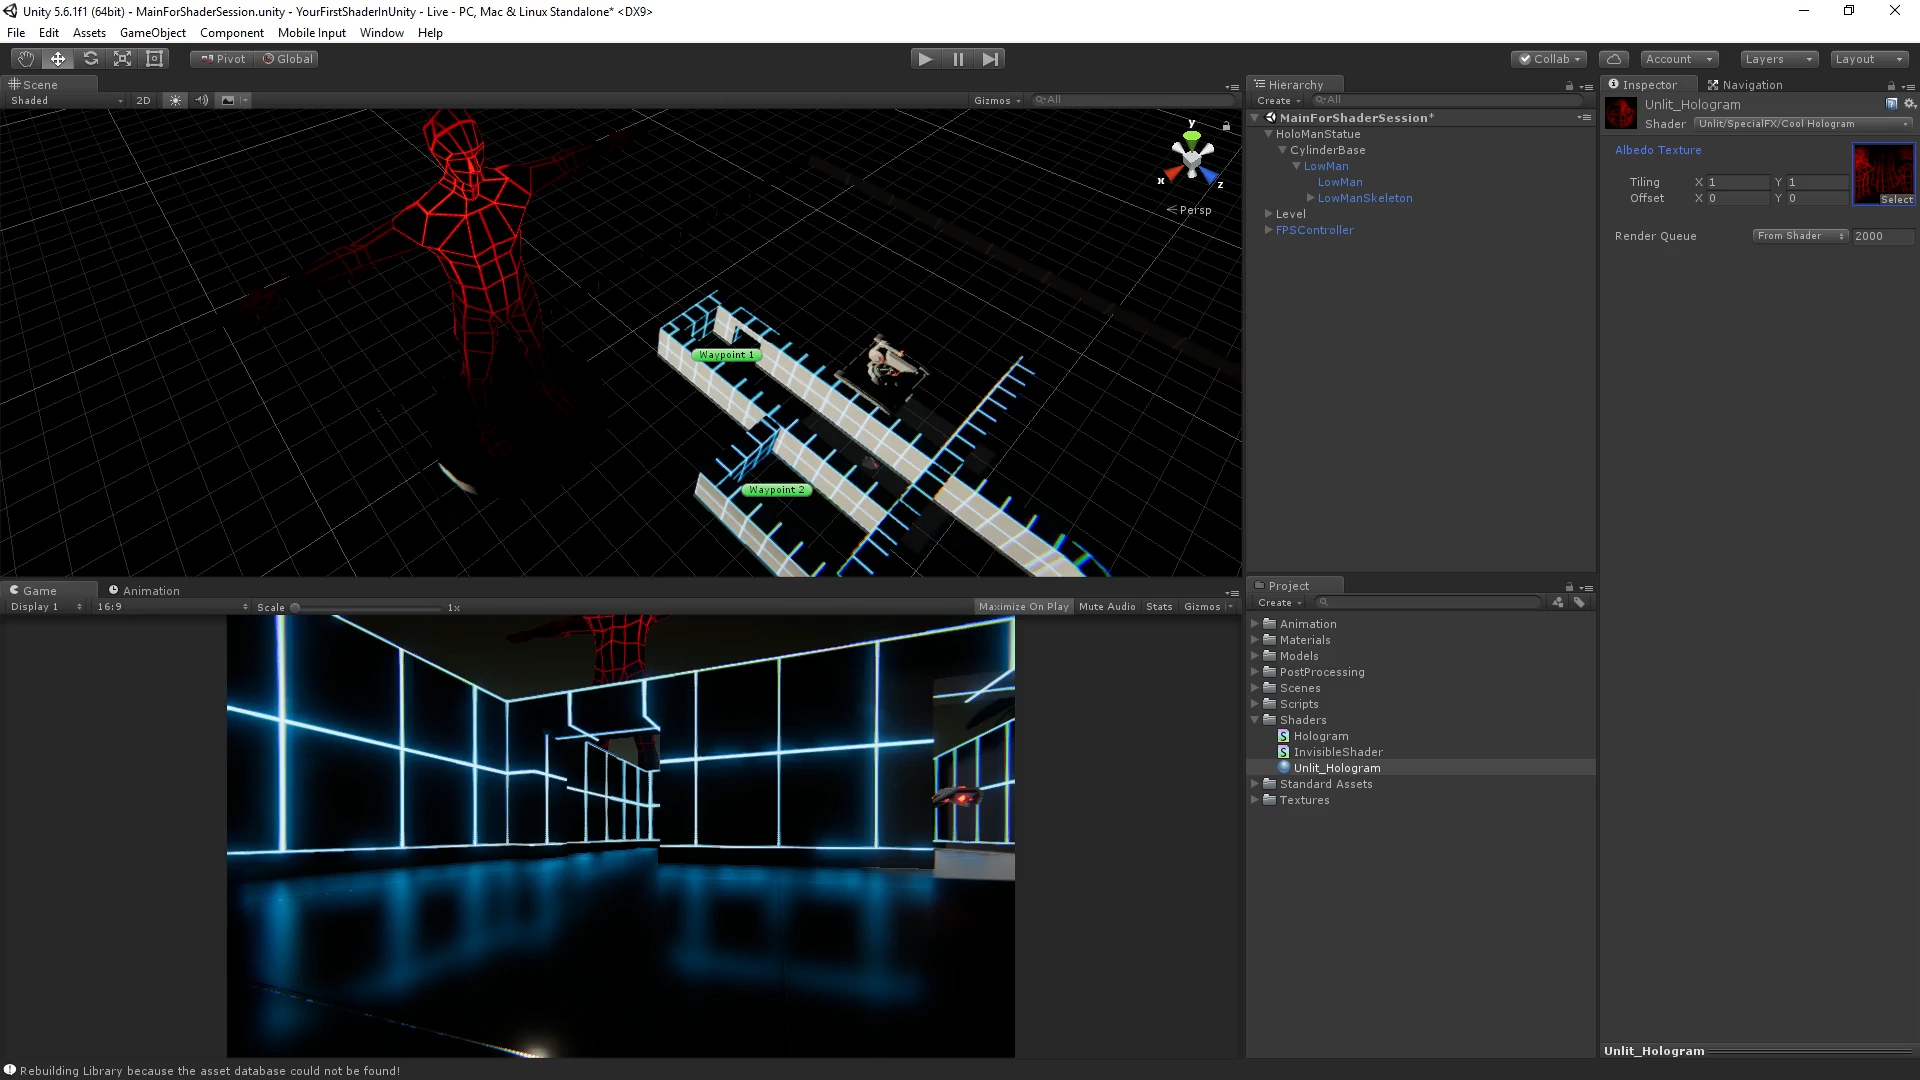 Unity 5.6.1f1 (64bit) - MainForShaderSession.unity - YourFirstShaderInUnity - Live - PC, Mac & Linux Standalone* <DX9>
File Edit Assets GameObject Component Mobile Input Window Help
Pivot Global Collab Account Layers Layout
Scene
Shaded 2D Gizmos All
y
x
z
Persp
Waypoint 1
Waypoint 2
Hierarchy
Create All
MainForShaderSession*
HoloManStatue
CylinderBase
LowMan
LowMan
LowManSkeleton
Level
FPSController
Inspector Navigation
Unlit_Hologram
Shader Unlit/SpecialFX/Cool Hologram
Albedo Texture
Tiling X 1 Y 1
Offset X 0 Y 0
Select
Render Queue From Shader 2000
Game Animation
Display 1 16:9 Scale 1x Maximize On Play Mute Audio Stats Gizmos
Project
Create
Animation
Materials
Models
PostProcessing
Scenes
Scripts
Shaders
Hologram
InvisibleShader
Unlit_Hologram
Standard Assets
Textures
Unlit_Hologram
Rebuilding Library because the asset database could not be found!